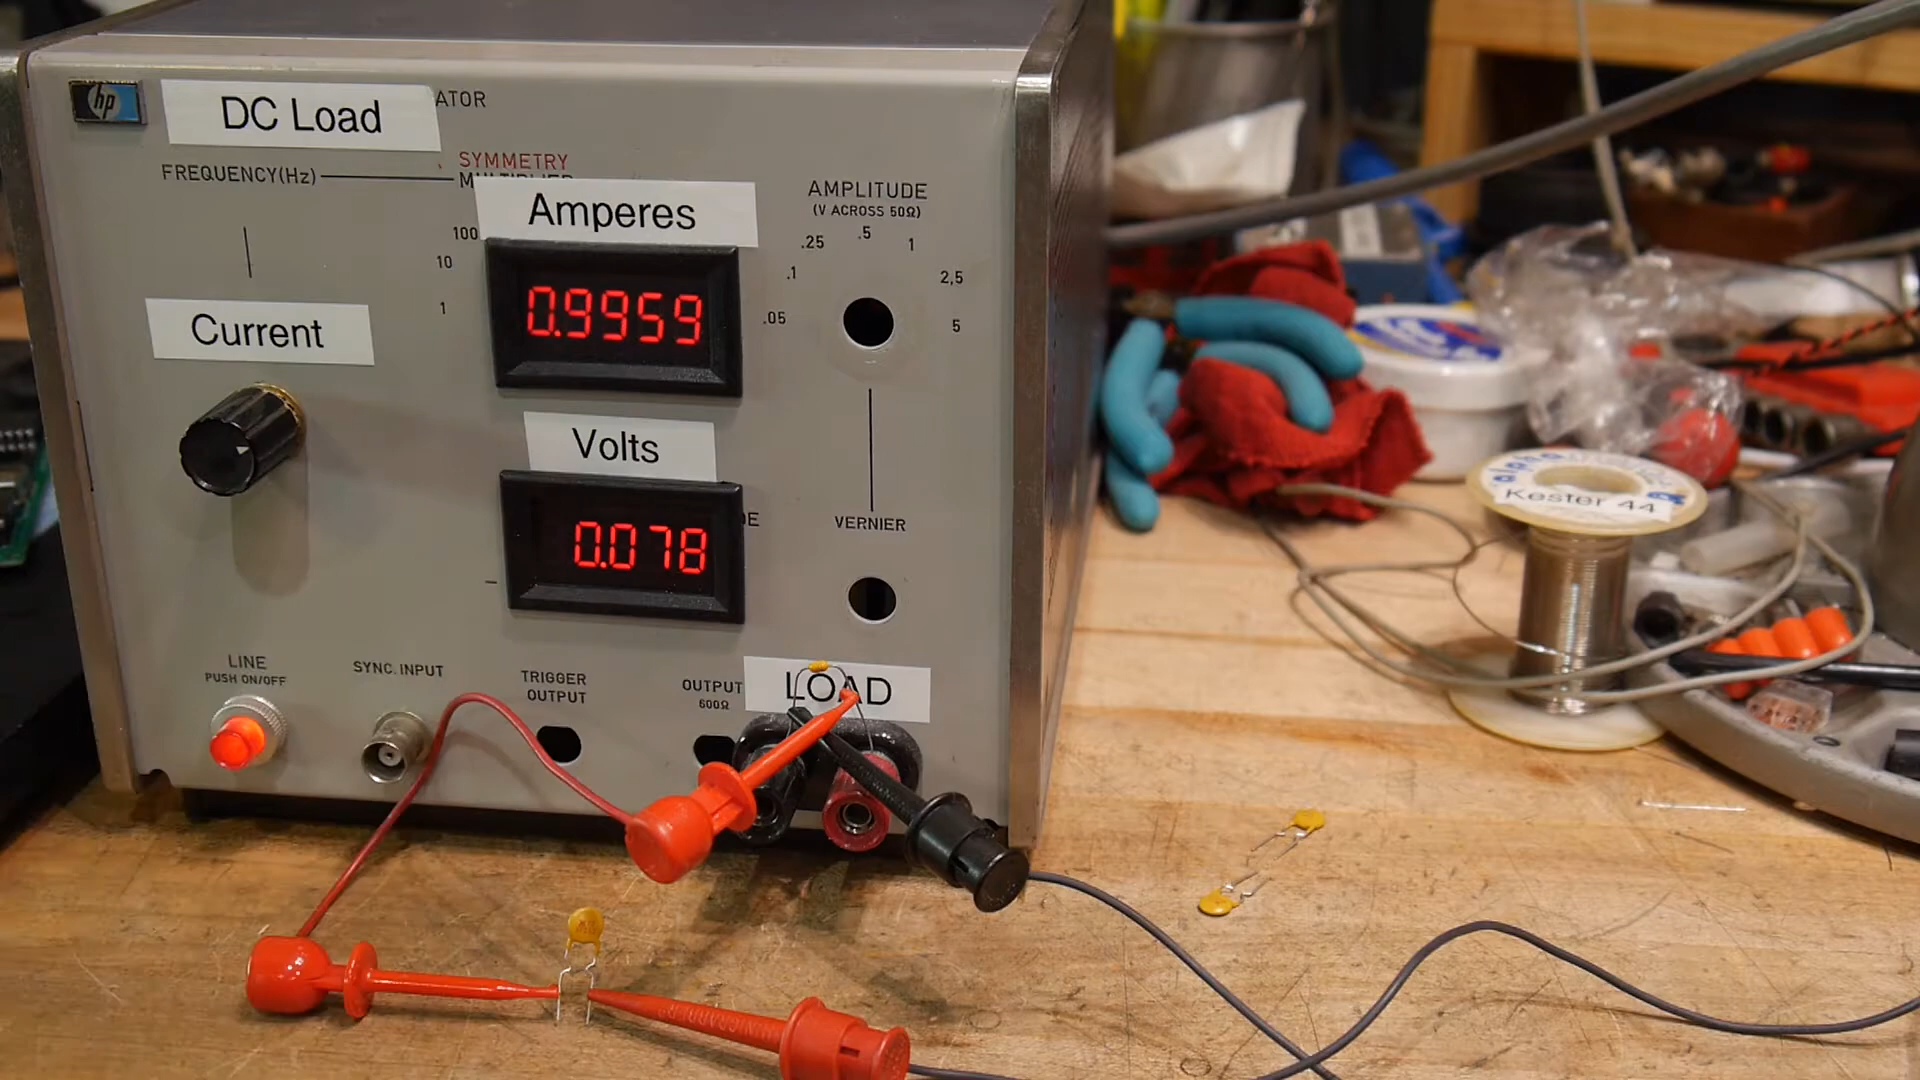 hp
DC Load
ATOR
SYMMETRY
FREQUENCY(Hz)
Amperes
AMPLITUDE
(V ACROSS 50Ω)
100
10
1
.05
.1
.25
.5
1
2,5
5
0.9959
Current
Volts
0.078
DE
VERNIER
Kester 44
LINE
PUSH ON/OFF
SYNC. INPUT
TRIGGER
OUTPUT
OUTPUT
600Ω
LOAD